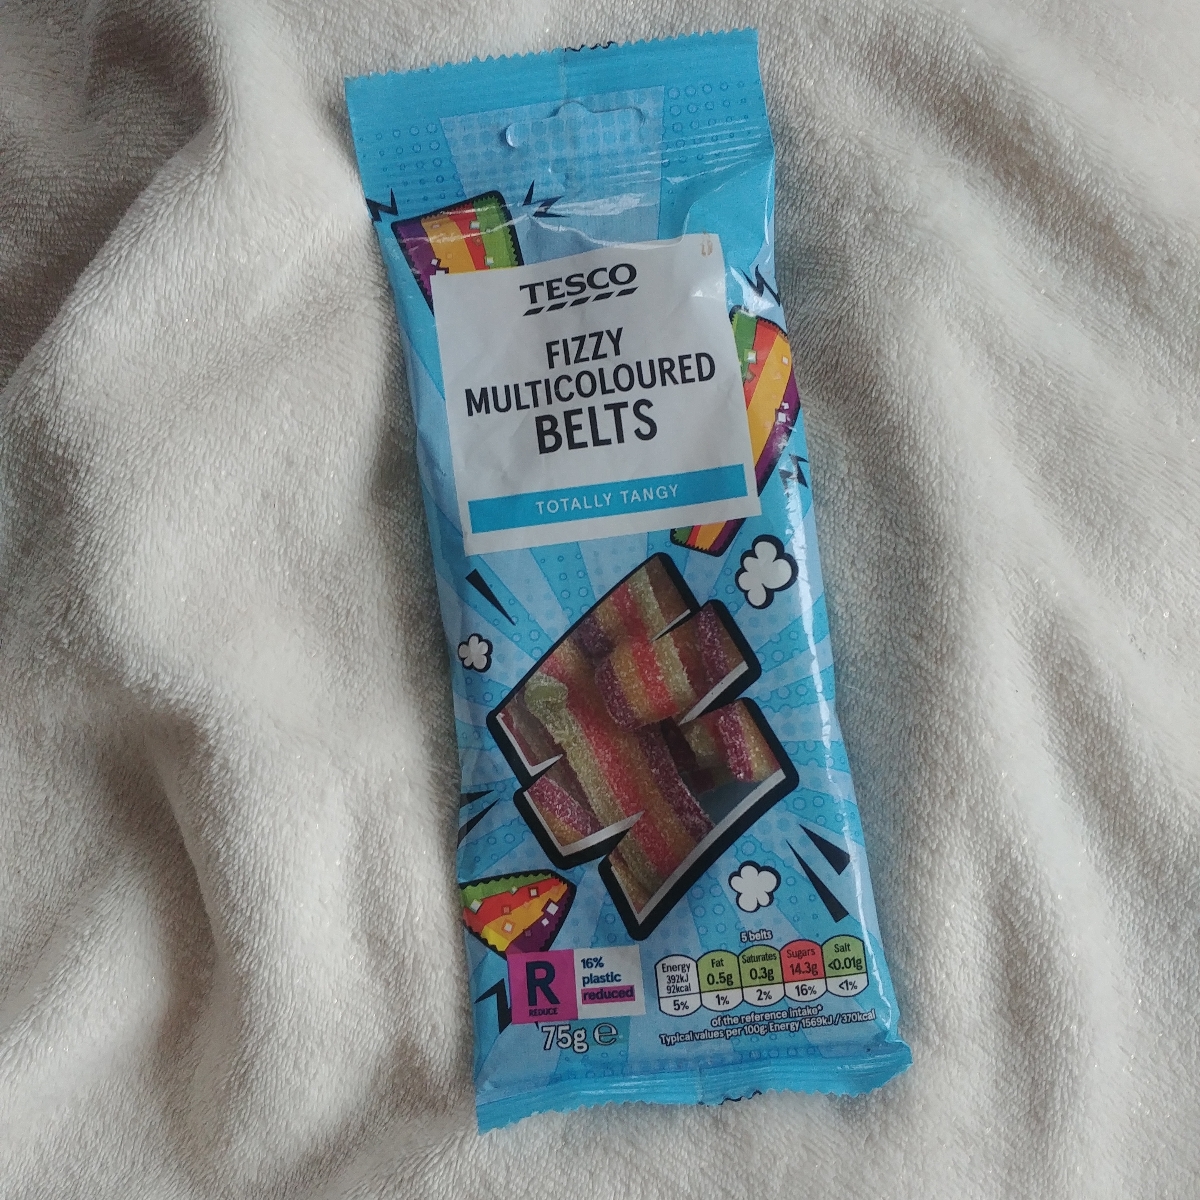 TESCO
FIZZY
MULTICOLOURED
BELTS
TOTALLY TANGY
R
REDUCE
16%
plastic
reduced
75g ℮
5 belts
Energy
392kJ
92kcal
5%
Fat
0.5g
1%
Saturates
0.3g
2%
Sugars
14.3g
16%
Salt
<0.01g
<1%
of the reference intake*
Typical values per 100g: Energy 1569kJ / 370kcal